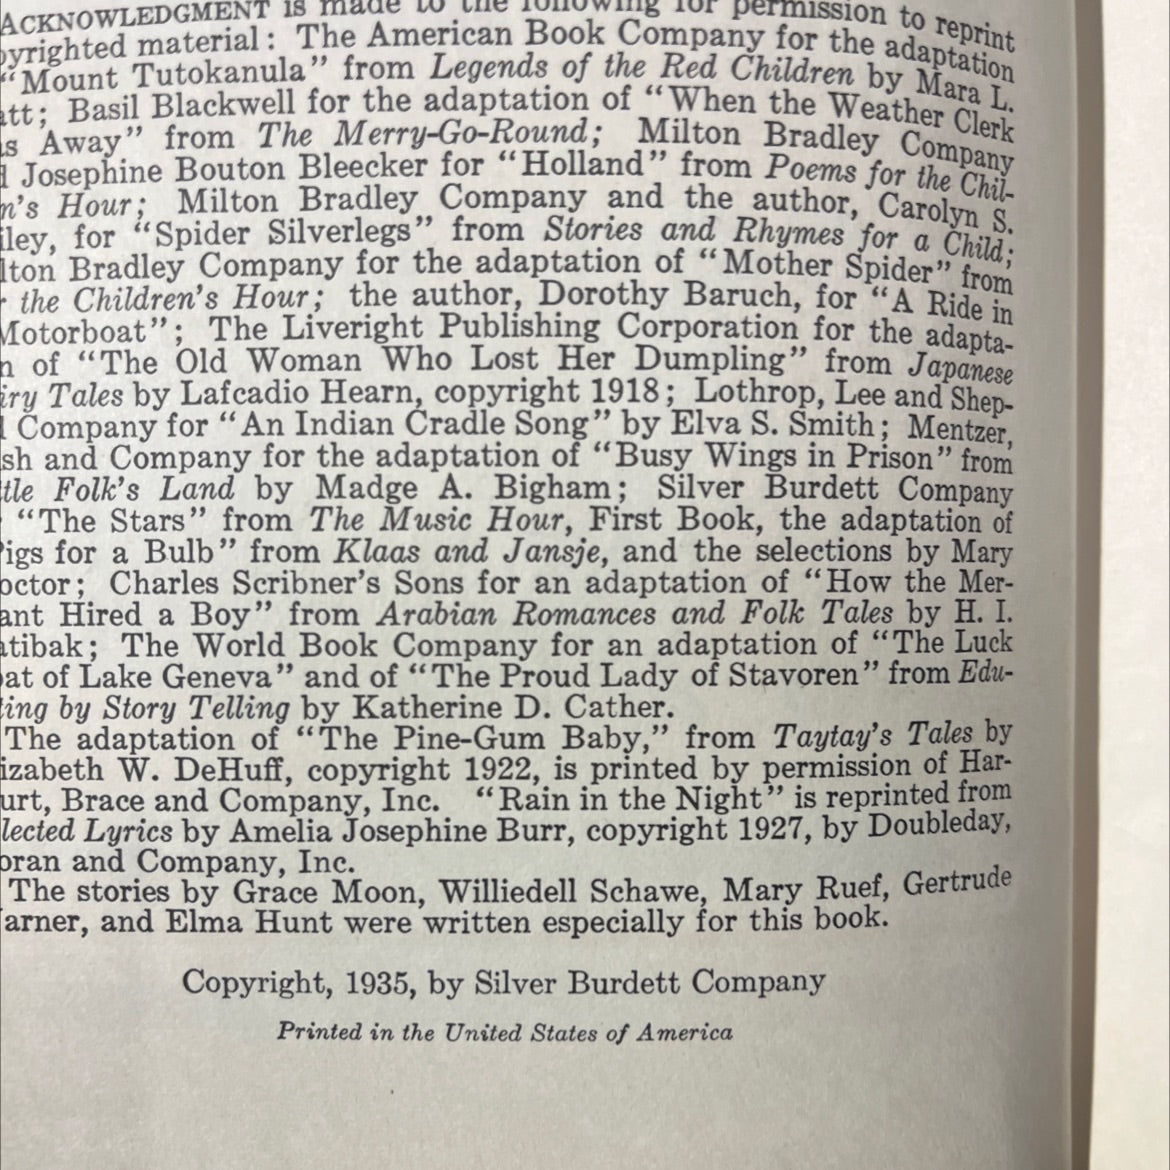 ACKNOWLEDGMENT is made to the following for permission to reprint
pyrighted material: The American Book Company for the adaptation
"Mount Tutokanula" from Legends of the Red Children by Mara L.
att; Basil Blackwell for the adaptation of "When the Weather Clerk
s Away" from The Merry-Go-Round; Milton Bradley Company
d Josephine Bouton Bleecker for "Holland" from Poems for the Chil-
n's Hour; Milton Bradley Company and the author, Carolyn S.
iley, for "Spider Silverlegs" from Stories and Rhymes for a Child;
lton Bradley Company for the adaptation of "Mother Spider" from
r the Children's Hour; the author, Dorothy Baruch, for "A Ride in
Motorboat"; The Liveright Publishing Corporation for the adapta-
n of "The Old Woman Who Lost Her Dumpling" from Japanese
iry Tales by Lafcadio Hearn, copyright 1918; Lothrop, Lee and Shep-
d Company for "An Indian Cradle Song" by Elva S. Smith; Mentzer,
sh and Company for the adaptation of "Busy Wings in Prison" from
tle Folk's Land by Madge A. Bigham; Silver Burdett Company
"The Stars" from The Music Hour, First Book, the adaptation of
Pigs for a Bulb" from Klaas and Jansje, and the selections by Mary
octor; Charles Scribner's Sons for an adaptation of "How the Mer-
ant Hired a Boy" from Arabian Romances and Folk Tales by H. I.
atibak; The World Book Company for an adaptation of "The Luck
oat of Lake Geneva" and of "The Proud Lady of Stavoren" from Edu-
ting by Story Telling by Katherine D. Cather.
The adaptation of "The Pine-Gum Baby," from Taytay's Tales by
izabeth W. DeHuff, copyright 1922, is printed by permission of Har-
urt, Brace and Company, Inc. "Rain in the Night" is reprinted from
lected Lyrics by Amelia Josephine Burr, copyright 1927, by Doubleday,
oran and Company, Inc.
The stories by Grace Moon, Williedell Schawe, Mary Ruef, Gertrude
arner, and Elma Hunt were written especially for this book.
Copyright, 1935, by Silver Burdett Company
Printed in the United States of America